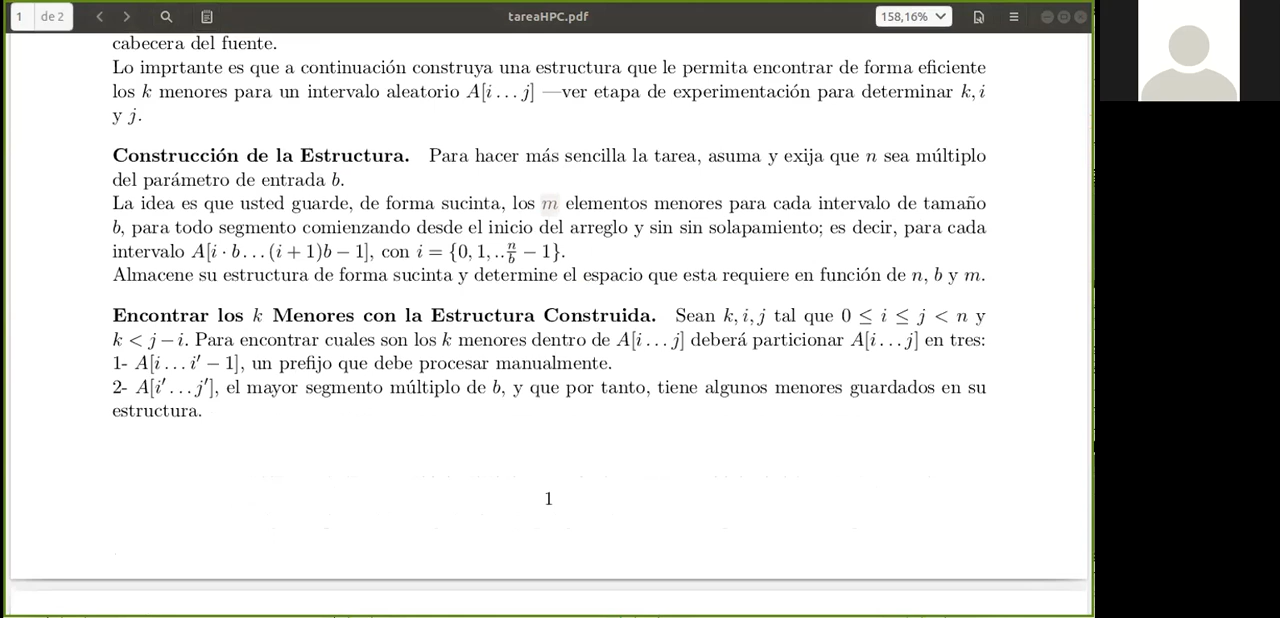 1 de 2 tareaHPC.pdf 158,16%
cabecera del fuente.
Lo imprtante es que a continuación construya una estructura que le permita encontrar de forma eficiente
los k menores para un intervalo aleatorio A[i . . . j] —ver etapa de experimentación para determinar k, i
y j.
Construcción de la Estructura. Para hacer más sencilla la tarea, asuma y exija que n sea múltiplo
del parámetro de entrada b.
La idea es que usted guarde, de forma sucinta, los m elementos menores para cada intervalo de tamaño
b, para todo segmento comienzando desde el inicio del arreglo y sin sin solapamiento; es decir, para cada
intervalo A[i · b . . . (i + 1)b − 1], con i = {0, 1, .. n/b − 1}.
Almacene su estructura de forma sucinta y determine el espacio que esta requiere en función de n, b y m.
Encontrar los k Menores con la Estructura Construida. Sean k, i, j tal que 0 ≤ i ≤ j < n y
k < j − i. Para encontrar cuales son los k menores dentro de A[i . . . j] deberá particionar A[i . . . j] en tres:
1- A[i . . . i′ − 1], un prefijo que debe procesar manualmente.
2- A[i′ . . . j′], el mayor segmento múltiplo de b, y que por tanto, tiene algunos menores guardados en su
estructura.
1